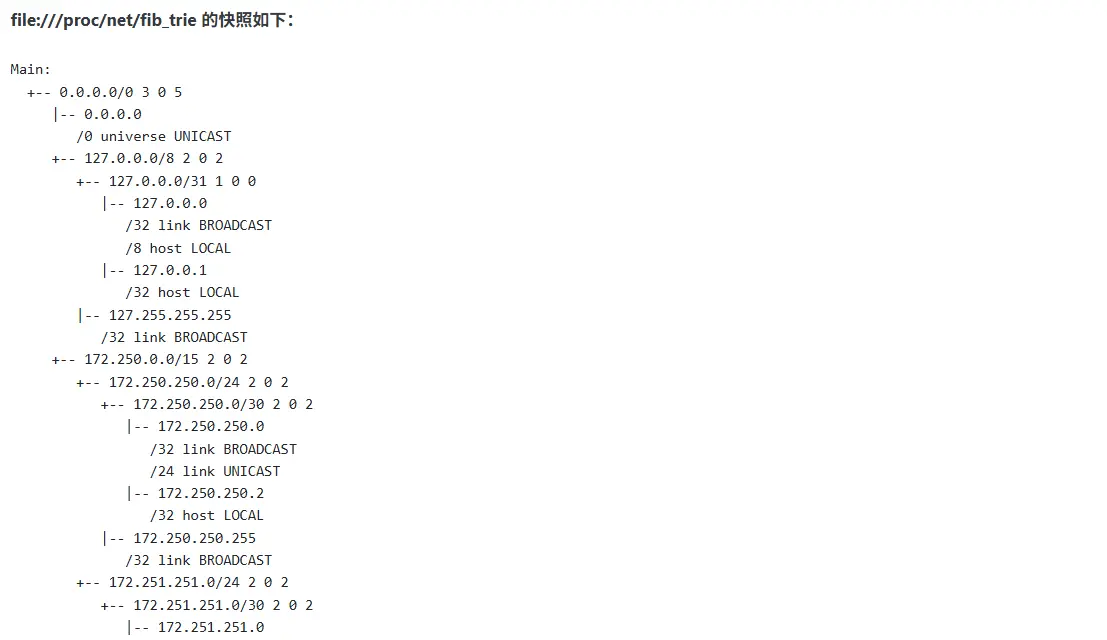 file:///proc/net/fib_trie 的快照如下：
Main:
+-- 0.0.0.0/0 3 0 5
|-- 0.0.0.0
/0 universe UNICAST
+-- 127.0.0.0/8 2 0 2
+-- 127.0.0.0/31 1 0 0
|-- 127.0.0.0
/32 link BROADCAST
/8 host LOCAL
|-- 127.0.0.1
/32 host LOCAL
|-- 127.255.255.255
/32 link BROADCAST
+-- 172.250.0.0/15 2 0 2
+-- 172.250.250.0/24 2 0 2
+-- 172.250.250.0/30 2 0 2
|-- 172.250.250.0
/32 link BROADCAST
/24 link UNICAST
|-- 172.250.250.2
/32 host LOCAL
|-- 172.250.250.255
/32 link BROADCAST
+-- 172.251.251.0/24 2 0 2
+-- 172.251.251.0/30 2 0 2
|-- 172.251.251.0